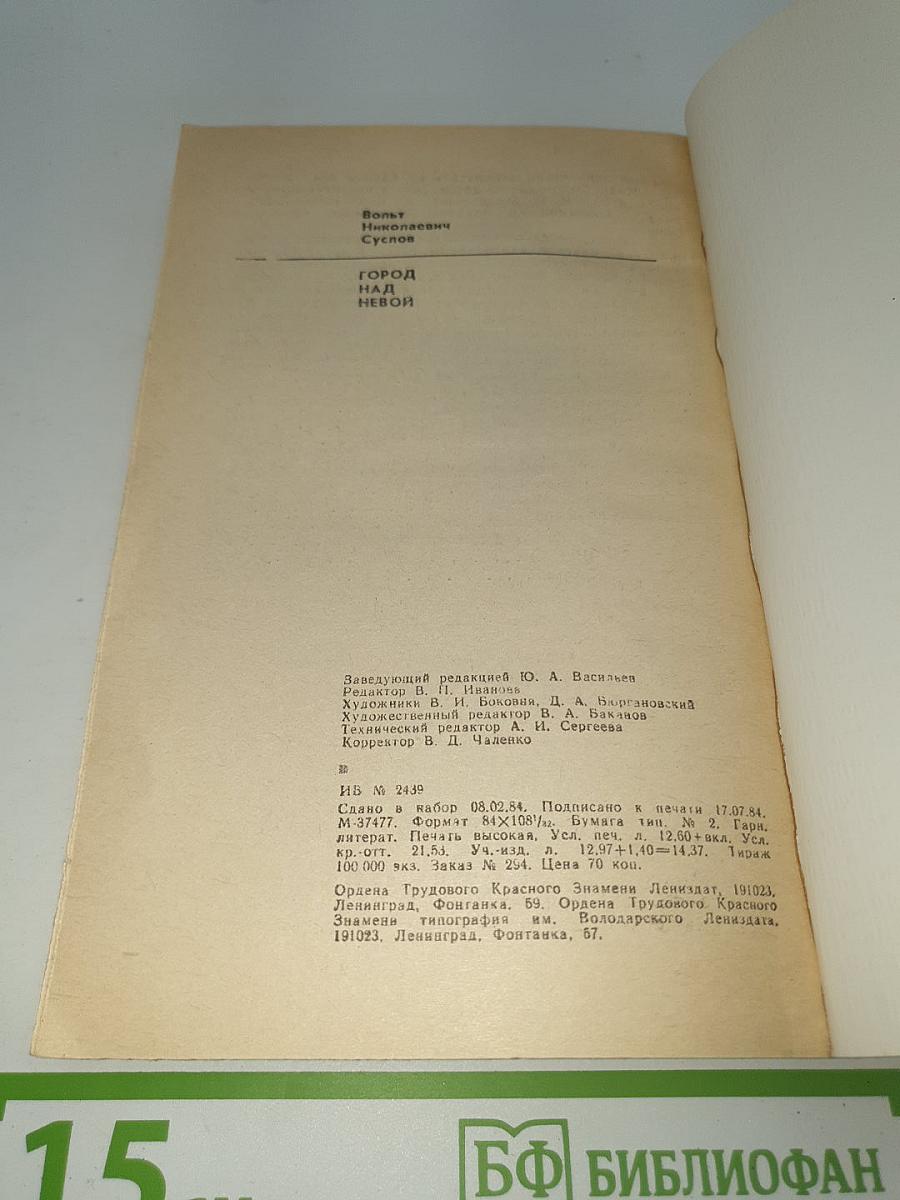 Вольт
Николаевич
Суслов
ГОРОД
НАД
НЕВОЙ
Заведующий редакцией Ю. А. Васильев
Редактор В. П. Иванова
Художники В. И. Боковня, Д. А. Бюргановский
Художественный редактор В. А. Баканов
Технический редактор А. И. Сергеева
Корректор В. Д. Чаленко
ИБ № 2439
Сдано в набор 08.02.84. Подписано к печати 17.07.84.
М-37477. Формат 84×108¹/₃₂. Бумага тип. № 2. Гарн.
литерат. Печать высокая. Усл. печ. л. 12,60+вкл. Усл.
кр.-отт. 21,53. Уч.-изд. л. 12,97+1,40=14,37. Тираж
100 000 экз. Заказ № 294. Цена 70 коп.
Ордена Трудового Красного Знамени Лениздат, 191023,
Ленинград, Фонтанка, 59. Ордена Трудового Красного
Знамени типография им. Володарского Лениздата,
191023, Ленинград, Фонтанка, 57.
15
БФ БИБЛИОФАН